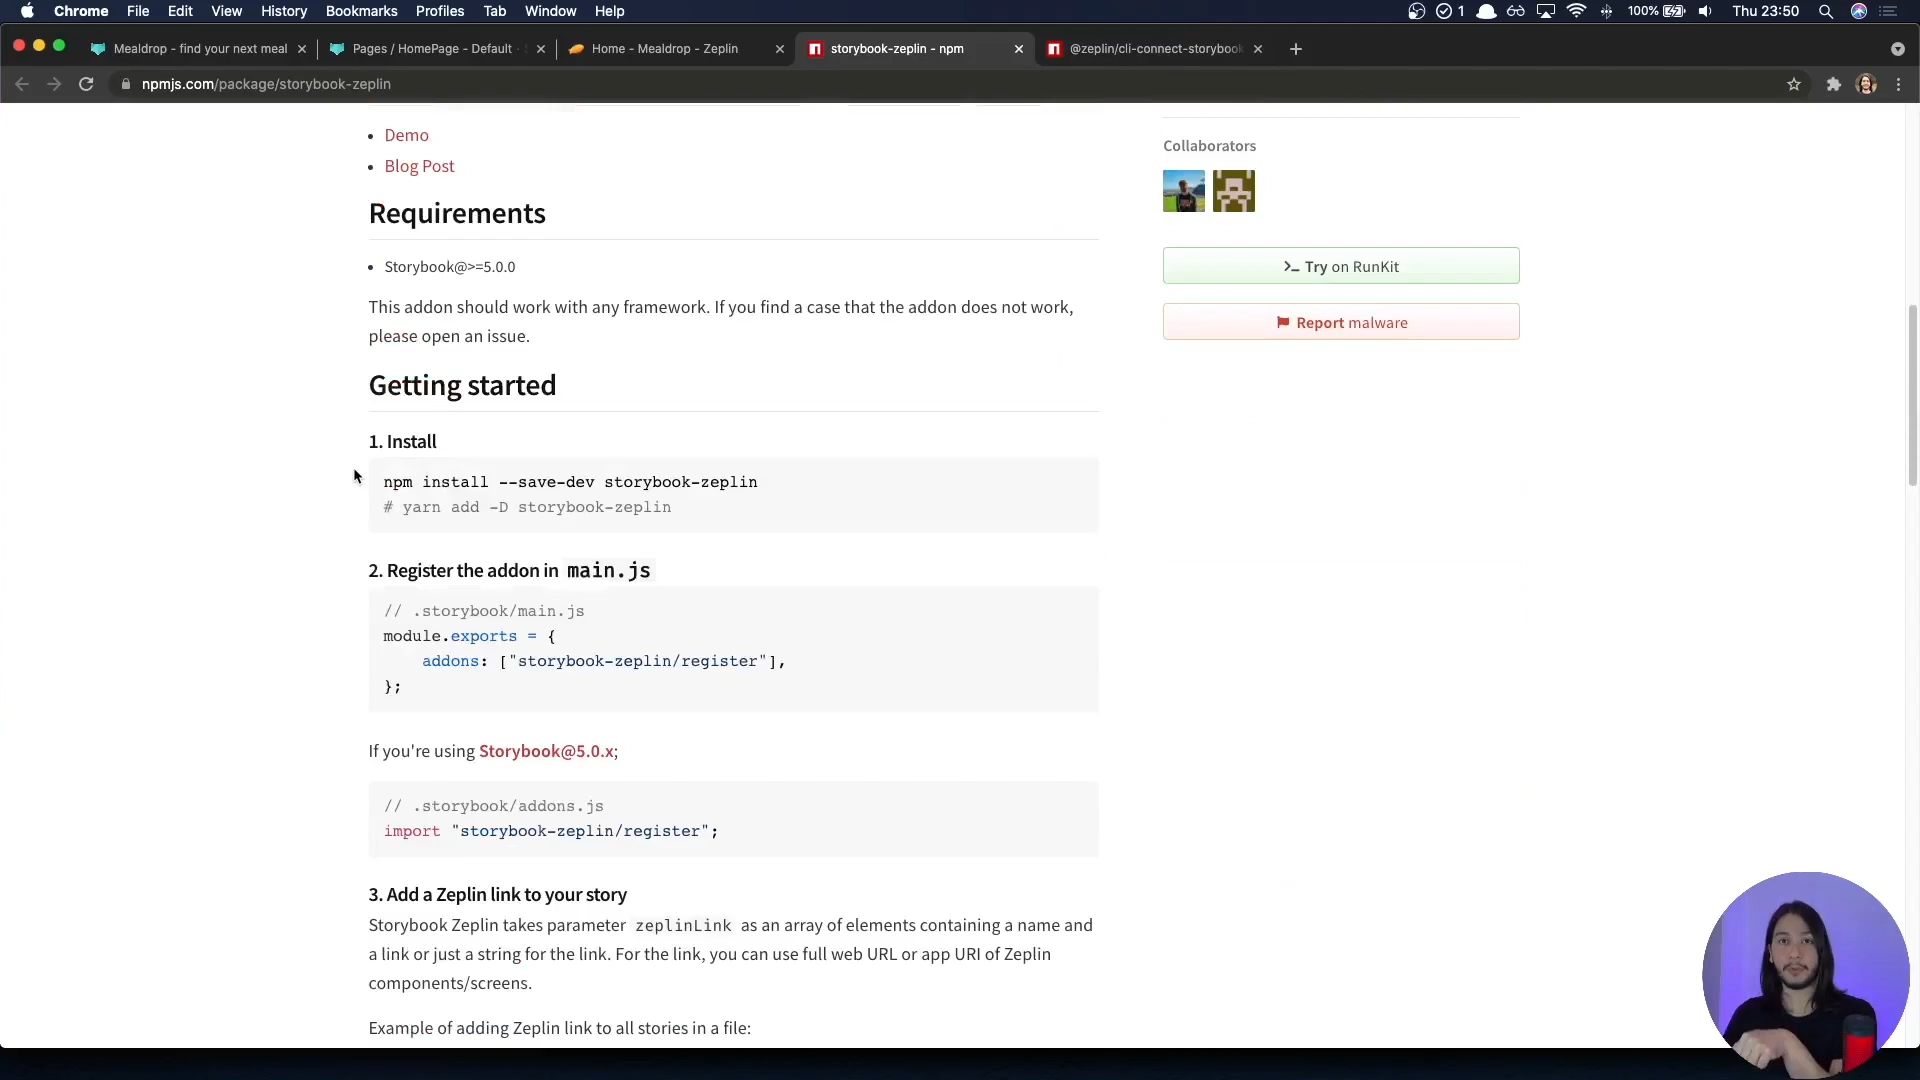 Chrome File Edit View History Bookmarks Profiles Tab Window Help 1 100% Thu 23:50
Mealdrop - find your next meal
Pages / HomePage - Default
Home - Mealdrop - Zeplin
storybook-zeplin - npm
@zeplin/cli-connect-storybook
npmjs.com/package/storybook-zeplin
Demo
Blog Post
Requirements
Storybook@>=5.0.0
This addon should work with any framework. If you find a case that the addon does not work,
please open an issue.
Getting started
1. Install
npm install --save-dev storybook-zeplin
# yarn add -D storybook-zeplin
2. Register the addon in main.js
// .storybook/main.js
module.exports = {
addons: ["storybook-zeplin/register"],
};
If you're using Storybook@5.0.x;
// .storybook/addons.js
import "storybook-zeplin/register";
3. Add a Zeplin link to your story
Storybook Zeplin takes parameter zeplinLink as an array of elements containing a name and
a link or just a string for the link. For the link, you can use full web URL or app URI of Zeplin
components/screens.
Example of adding Zeplin link to all stories in a file:
Collaborators
Try on RunKit
Report malware